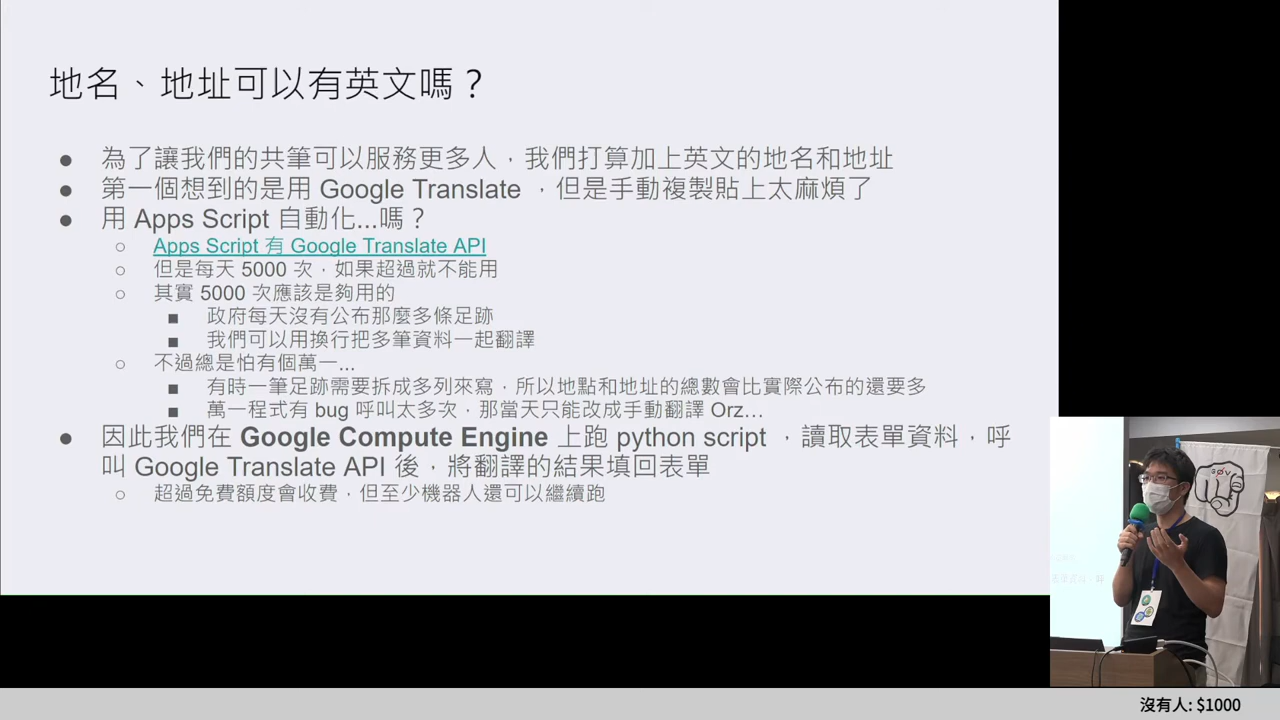 地名、地址可以有英文嗎？
● 為了讓我們的共筆可以服務更多人，我們打算加上英文的地名和地址
● 第一個想到的是用 Google Translate ，但是手動複製貼上太麻煩了
● 用 Apps Script 自動化...嗎？
○ Apps Script 有 Google Translate API
○ 但是每天 5000 次，如果超過就不能用
○ 其實 5000 次應該是夠用的
■ 政府每天沒有公布那麼多條足跡
■ 我們可以用換行把多筆資料一起翻譯
○ 不過總是怕有個萬一...
■ 有時一筆足跡需要拆成多列來寫，所以地點和地址的總數會比實際公布的還要多
■ 萬一程式有 bug 呼叫太多次，那當天只能改成手動翻譯 Orz…
● 因此我們在 Google Compute Engine 上跑 python script ，讀取表單資料，呼
叫 Google Translate API 後，將翻譯的結果填回表單
○ 超過免費額度會收費，但至少機器人還可以繼續跑
G0V
沒有人: $1000